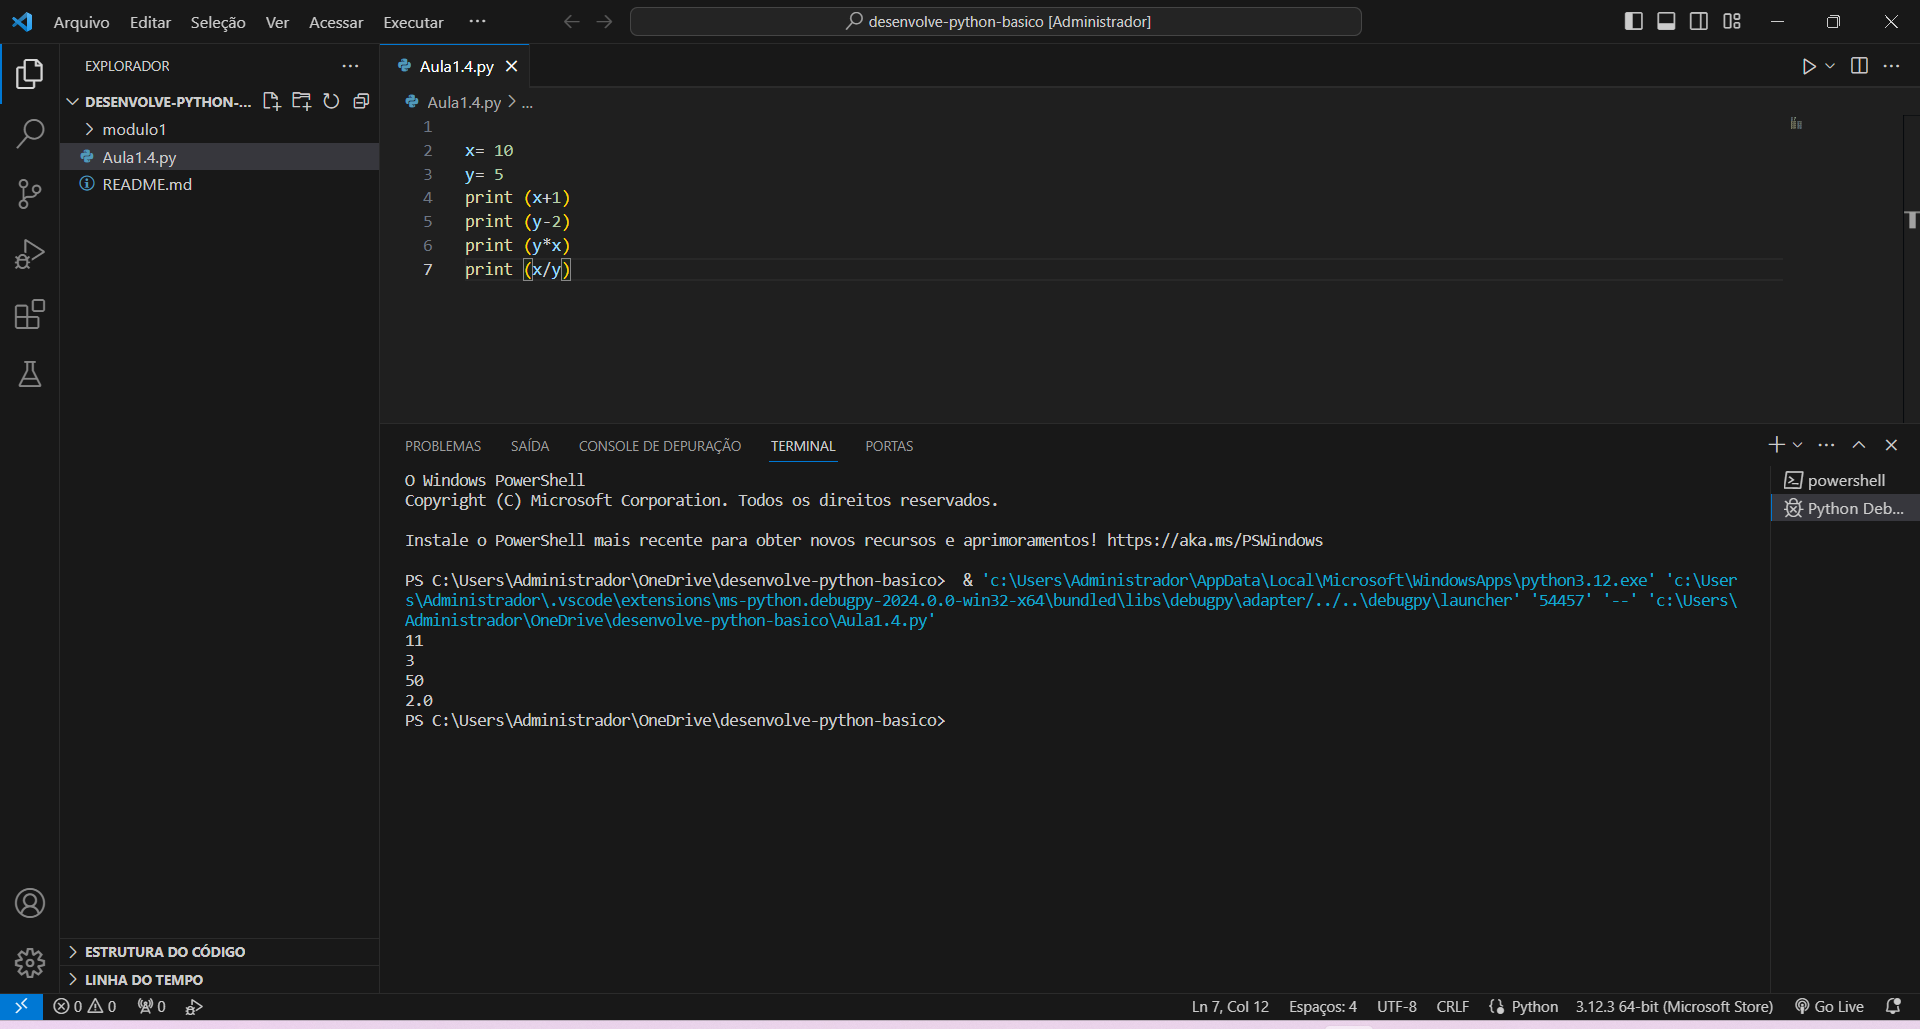 Arquivo Editar Seleção Ver Acessar Executar ··· desenvolve-python-basico [Administrador]
EXPLORADOR
DESENVOLVE-PYTHON-...
modulo1
Aula1.4.py
README.md
ESTRUTURA DO CÓDIGO
LINHA DO TEMPO
Aula1.4.py
Aula1.4.py > ...
1
2 x= 10
3 y= 5
4 print (x+1)
5 print (y-2)
6 print (y*x)
7 print (x/y)
PROBLEMAS SAÍDA CONSOLE DE DEPURAÇÃO TERMINAL PORTAS
O Windows PowerShell
Copyright (C) Microsoft Corporation. Todos os direitos reservados.
Instale o PowerShell mais recente para obter novos recursos e aprimoramentos! https://aka.ms/PSWindows
PS C:\Users\Administrador\OneDrive\desenvolve-python-basico>  & 'c:\Users\Administrador\AppData\Local\Microsoft\WindowsApps\python3.12.exe' 'c:\User
s\Administrador\.vscode\extensions\ms-python.debugpy-2024.0.0-win32-x64\bundled\libs\debugpy\adapter/../..\debugpy\launcher' '54457' '--' 'c:\Users\
Administrador\OneDrive\desenvolve-python-basico\Aula1.4.py'
11
3
50
2.0
PS C:\Users\Administrador\OneDrive\desenvolve-python-basico>
powershell
Python Deb...
0 0 0 Ln 7, Col 12 Espaços: 4 UTF-8 CRLF Python 3.12.3 64-bit (Microsoft Store) Go Live